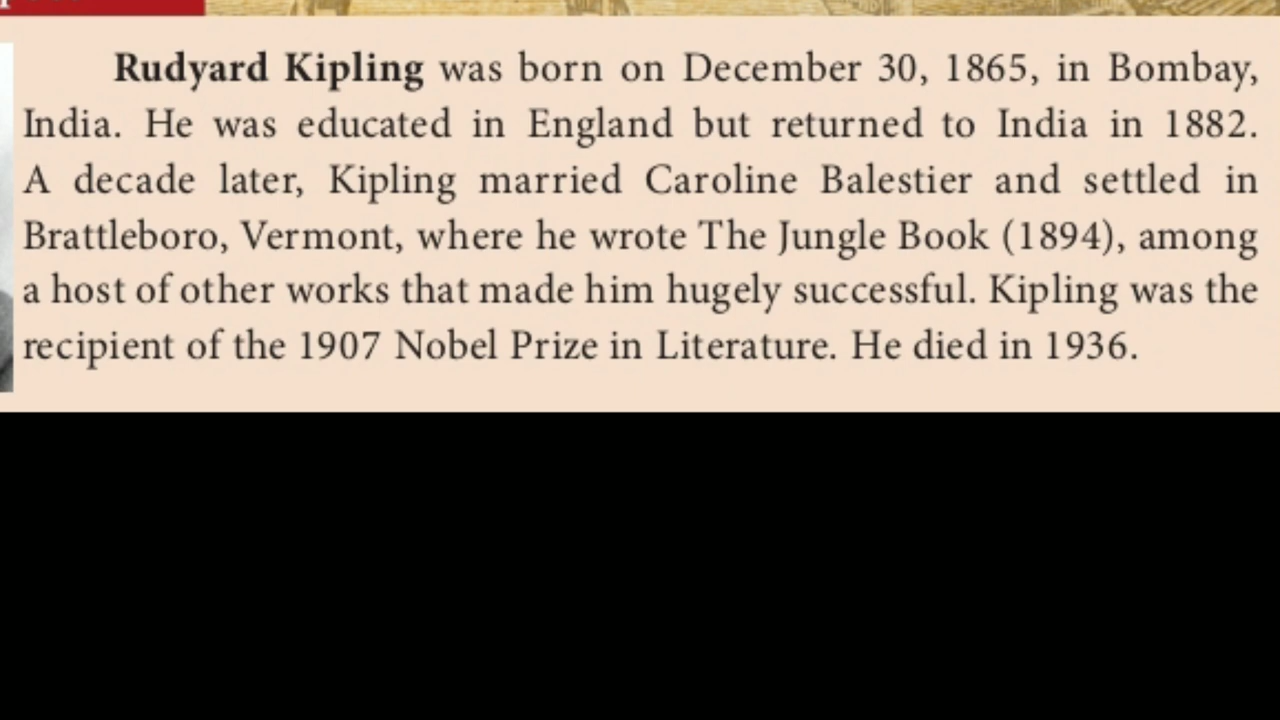 Rudyard Kipling was born on December 30, 1865, in Bombay,
India. He was educated in England but returned to India in 1882.
A decade later, Kipling married Caroline Balestier and settled in
Brattleboro, Vermont, where he wrote The Jungle Book (1894), among
a host of other works that made him hugely successful. Kipling was the
recipient of the 1907 Nobel Prize in Literature. He died in 1936.